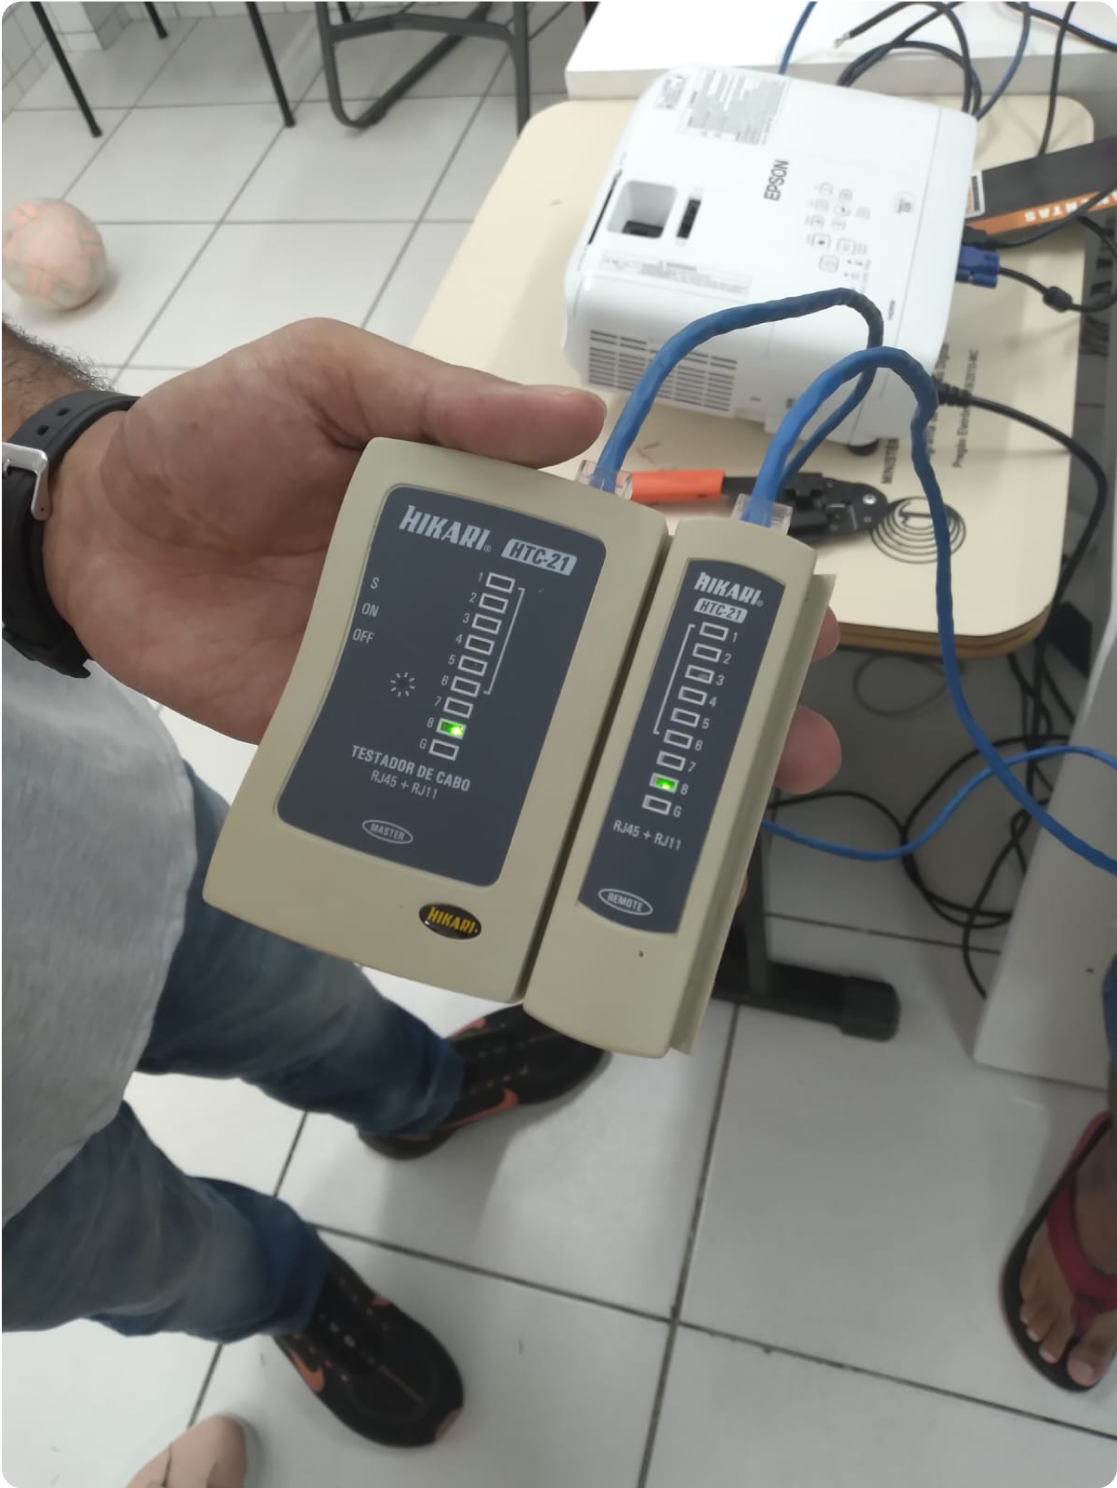 EPSON
HIKARI® HTC-21
S
ON
OFF
1
2
3
4
5
6
7
8
G
TESTADOR DE CABO
RJ45 + RJ11
MASTER
HIKARI
HIKARI®
HTC-21
1
2
3
4
5
6
7
8
G
RJ45 + RJ11
REMOTE